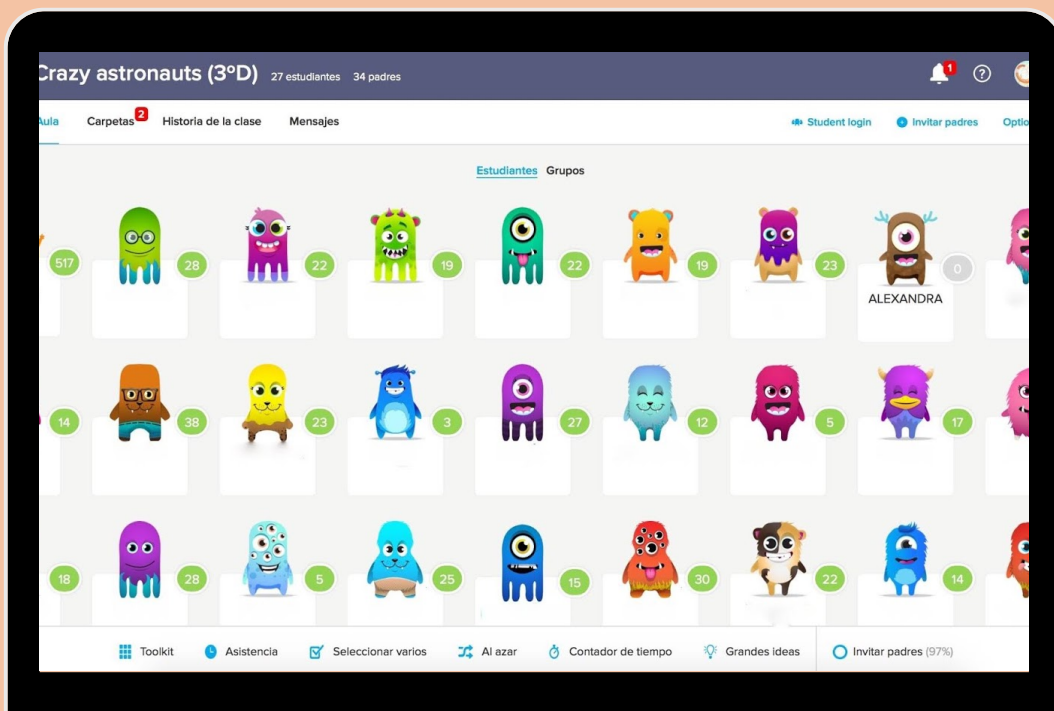 Crazy astronauts (3ºD) 27 estudiantes 34 padres 1 ?
Aula Carpetas 2 Historia de la clase Mensajes Student login Invitar padres Optio
Estudiantes Grupos
517 28 22 19 22 19 23 0
ALEXANDRA
14 38 23 3 27 12 5 17
18 28 5 25 15 30 22 14
Toolkit Asistencia Seleccionar varios Al azar Contador de tiempo Grandes ideas Invitar padres (97%)